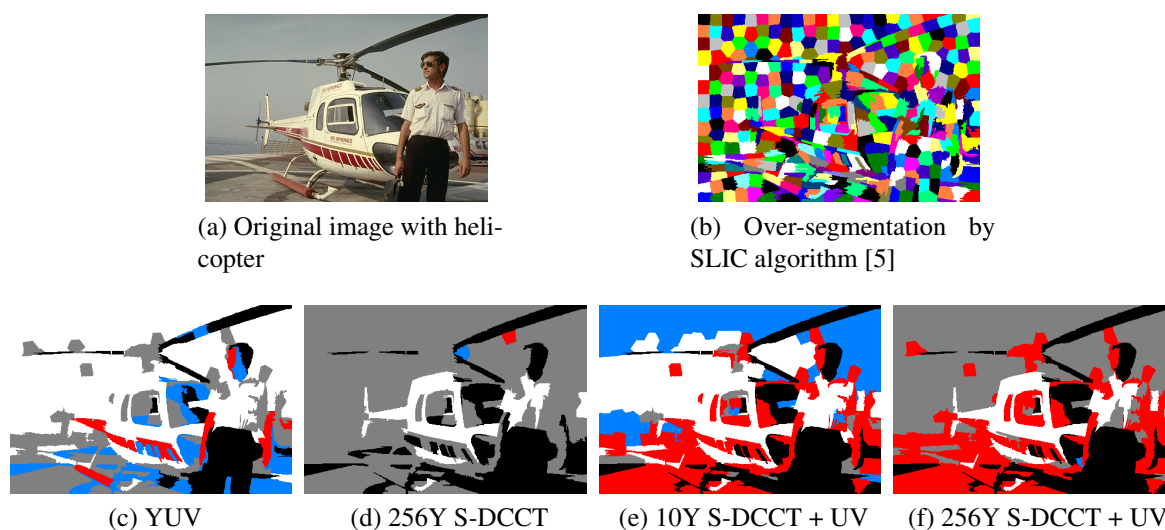 (a) Original image with heli-
copter
(b) Over-segmentation by
SLIC algorithm [5]
(c) YUV
(d) 256Y S-DCCT
(e) 10Y S-DCCT + UV
(f) 256Y S-DCCT + UV